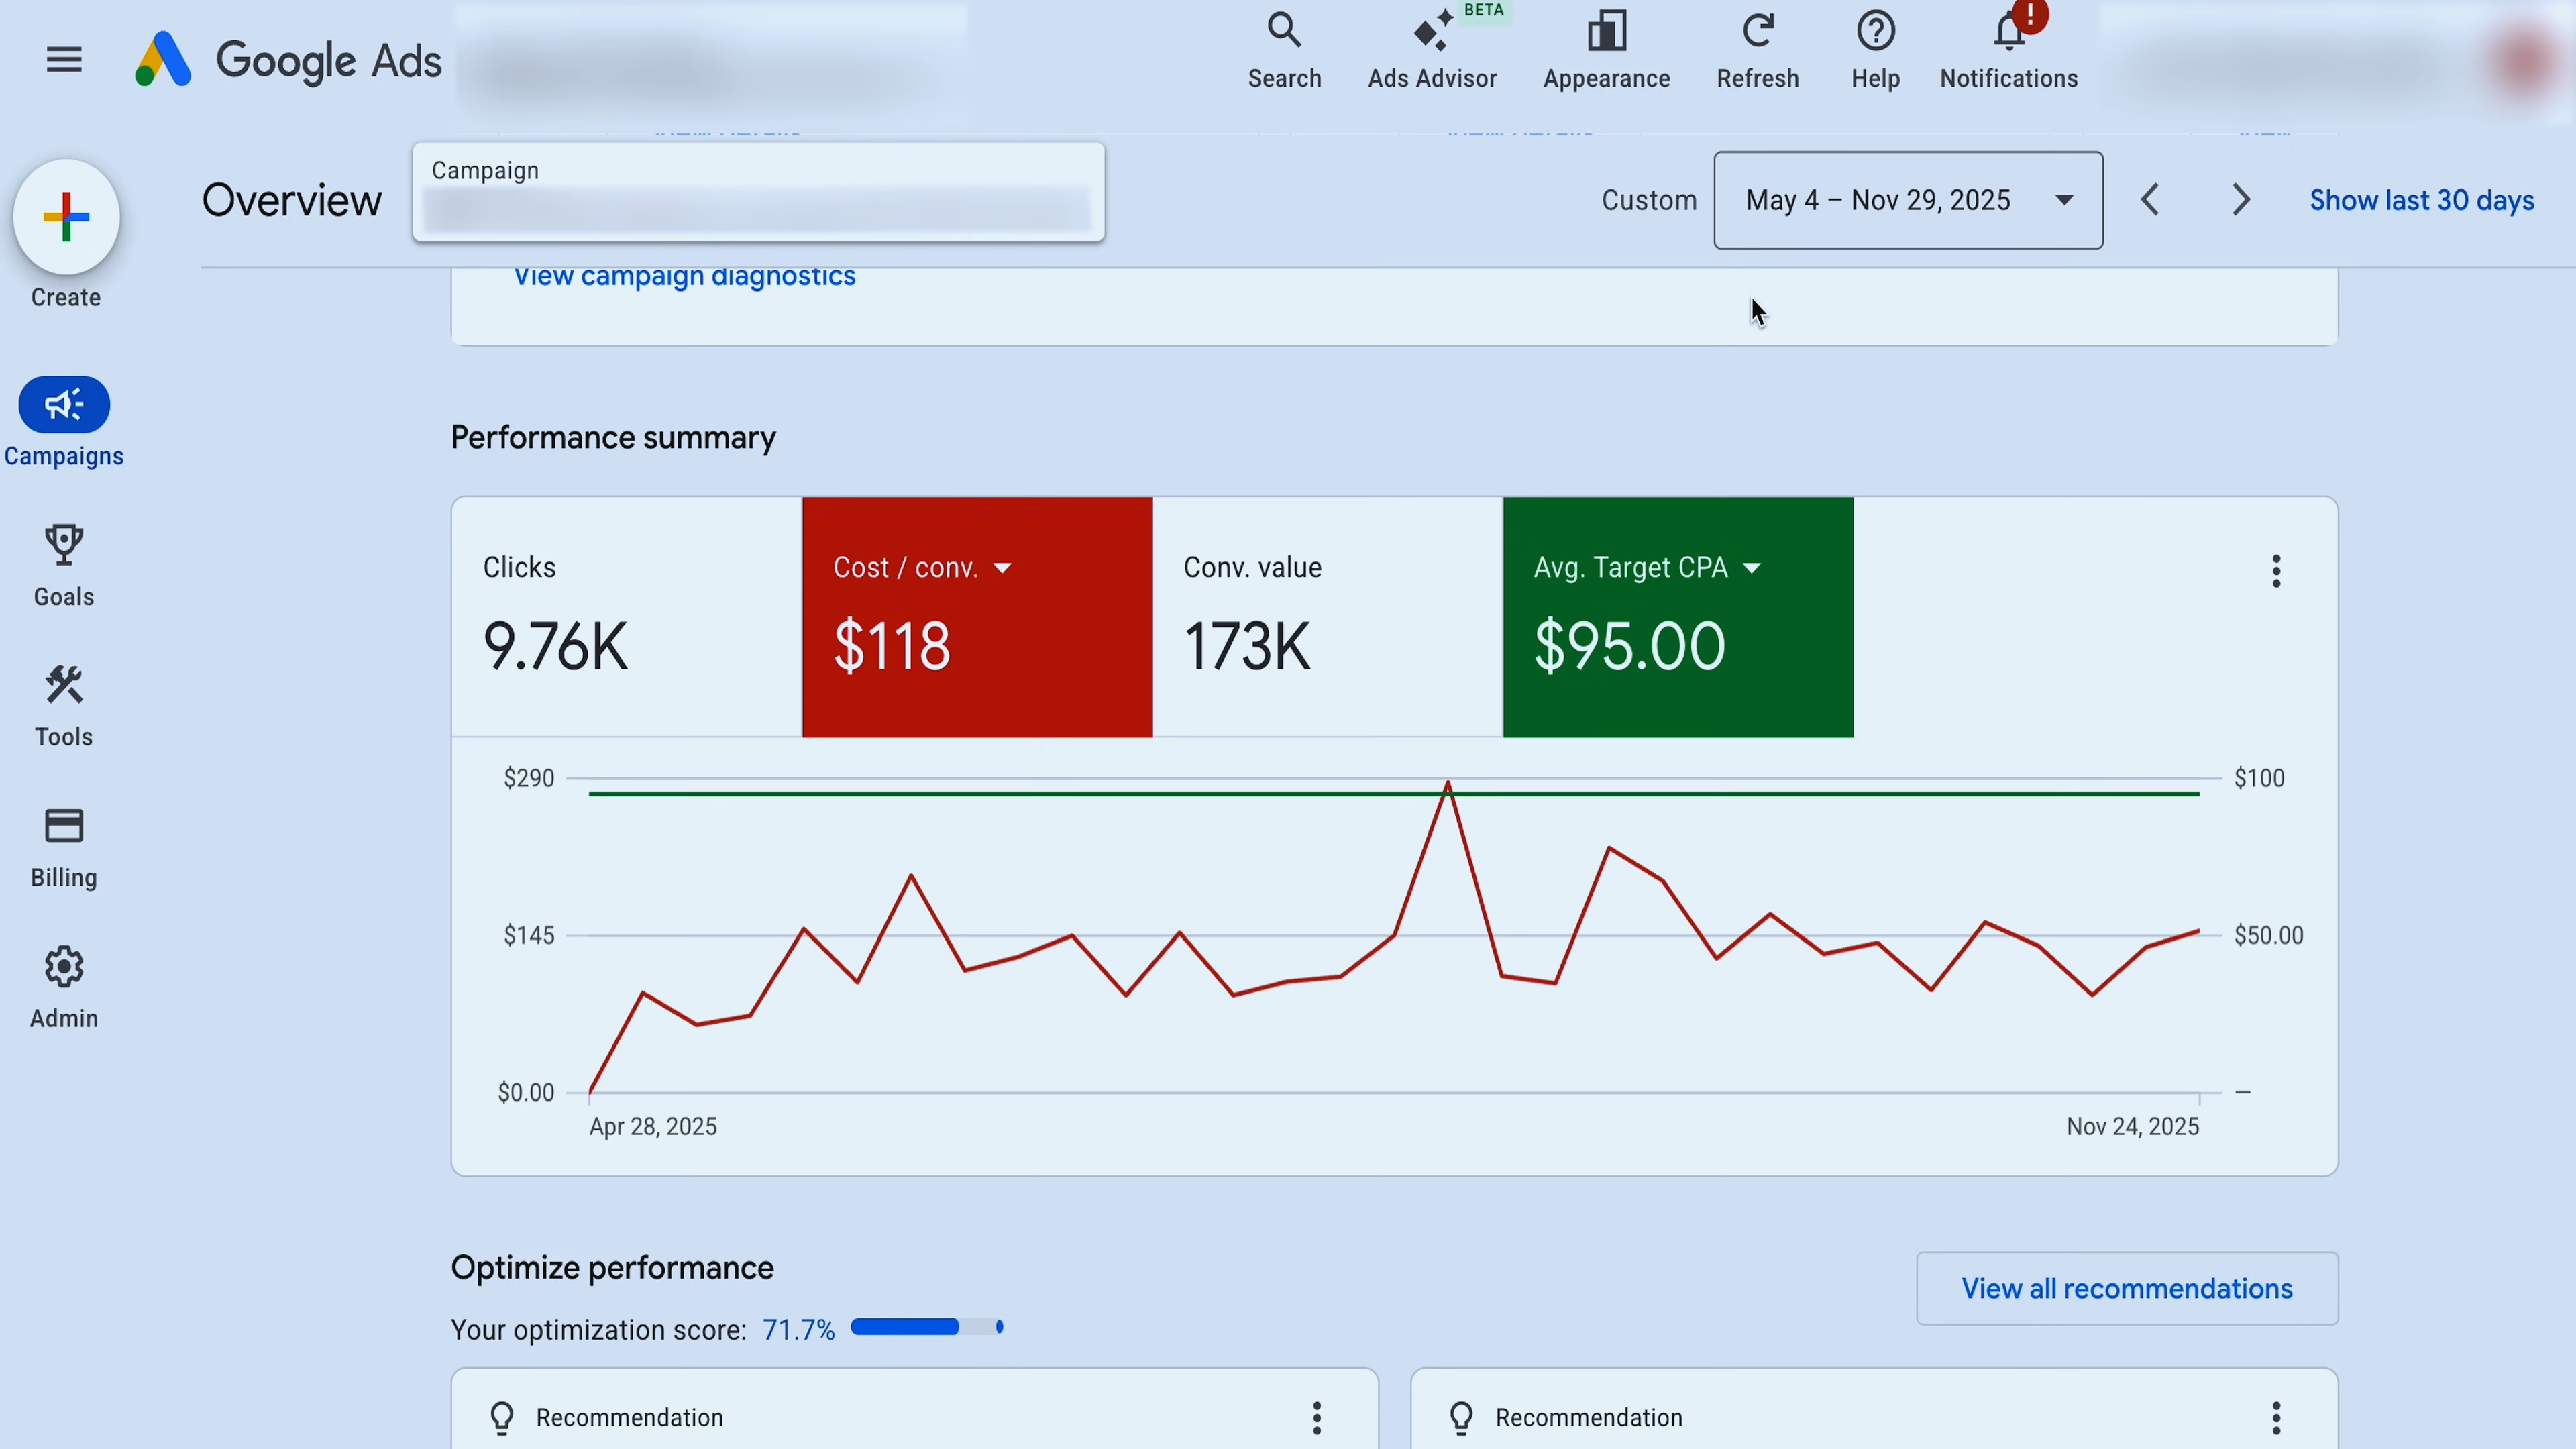 Google Ads
Search
Ads Advisor
BETA
Appearance
Refresh
Help
!
Notifications
Create
Campaigns
Goals
Tools
Billing
Admin
Overview
Campaign
Custom
May 4 – Nov 29, 2025
Show last 30 days
View campaign diagnostics
Performance summary
Clicks
9.76K
Cost / conv.
$118
Conv. value
173K
Avg. Target CPA
$95.00
$290
$145
$0.00
$100
$50.00
–
Apr 28, 2025
Nov 24, 2025
Optimize performance
View all recommendations
Your optimization score: 71.7%
Recommendation
Recommendation